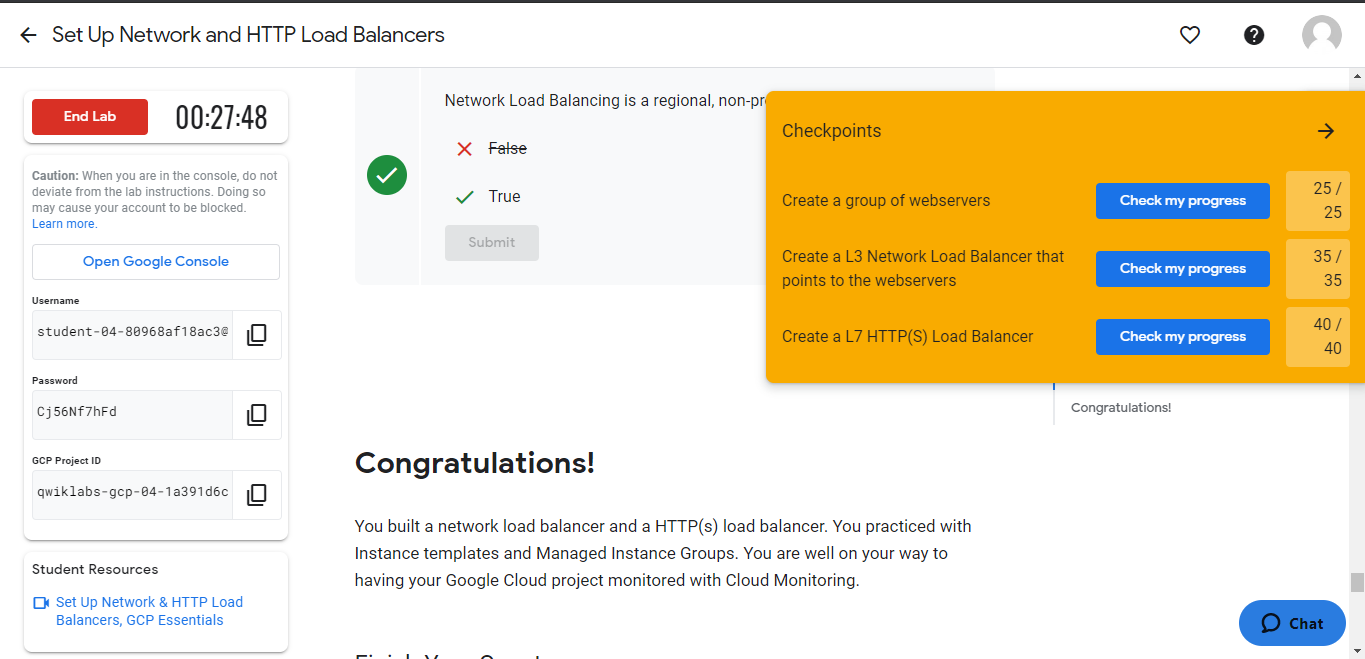 Set Up Network and HTTP Load Balancers
End Lab
00:27:48
Caution: When you are in the console, do not
deviate from the lab instructions. Doing so
may cause your account to be blocked.
Learn more.
Open Google Console
Username
student-04-80968af18ac3@
Password
Cj56Nf7hFd
GCP Project ID
qwiklabs-gcp-04-1a391d6c
Student Resources
Set Up Network & HTTP Load
Balancers, GCP Essentials
Network Load Balancing is a regional, non-pr
False
True
Submit
Checkpoints
Create a group of webservers
Check my progress
25 /
25
Create a L3 Network Load Balancer that
points to the webservers
Check my progress
35 /
35
Create a L7 HTTP(S) Load Balancer
Check my progress
40 /
40
Congratulations!
Congratulations!
You built a network load balancer and a HTTP(s) load balancer. You practiced with
Instance templates and Managed Instance Groups. You are well on your way to
having your Google Cloud project monitored with Cloud Monitoring.
Chat